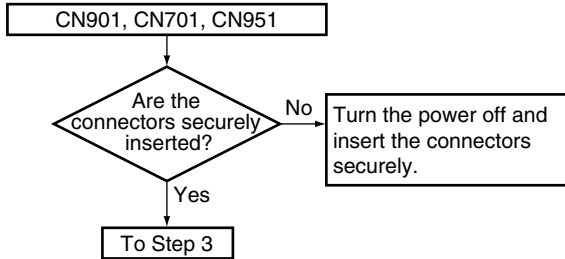 CN901, CN701, CN951
Are the
connectors securely
inserted?
No
Turn the power off and
insert the connectors
securely.
Yes
To Step 3